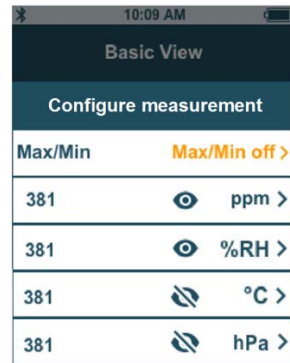 10:09 AM
Basic View
Configure measurement
Max/Min Max/Min off >
381 ppm >
381 %RH >
381 °C >
381 hPa >